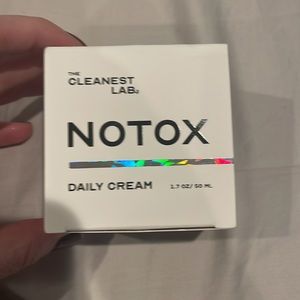 THE
CLEANEST
LAB.
NOTOX
DAILY CREAM 1.7 OZ/ 50 ML